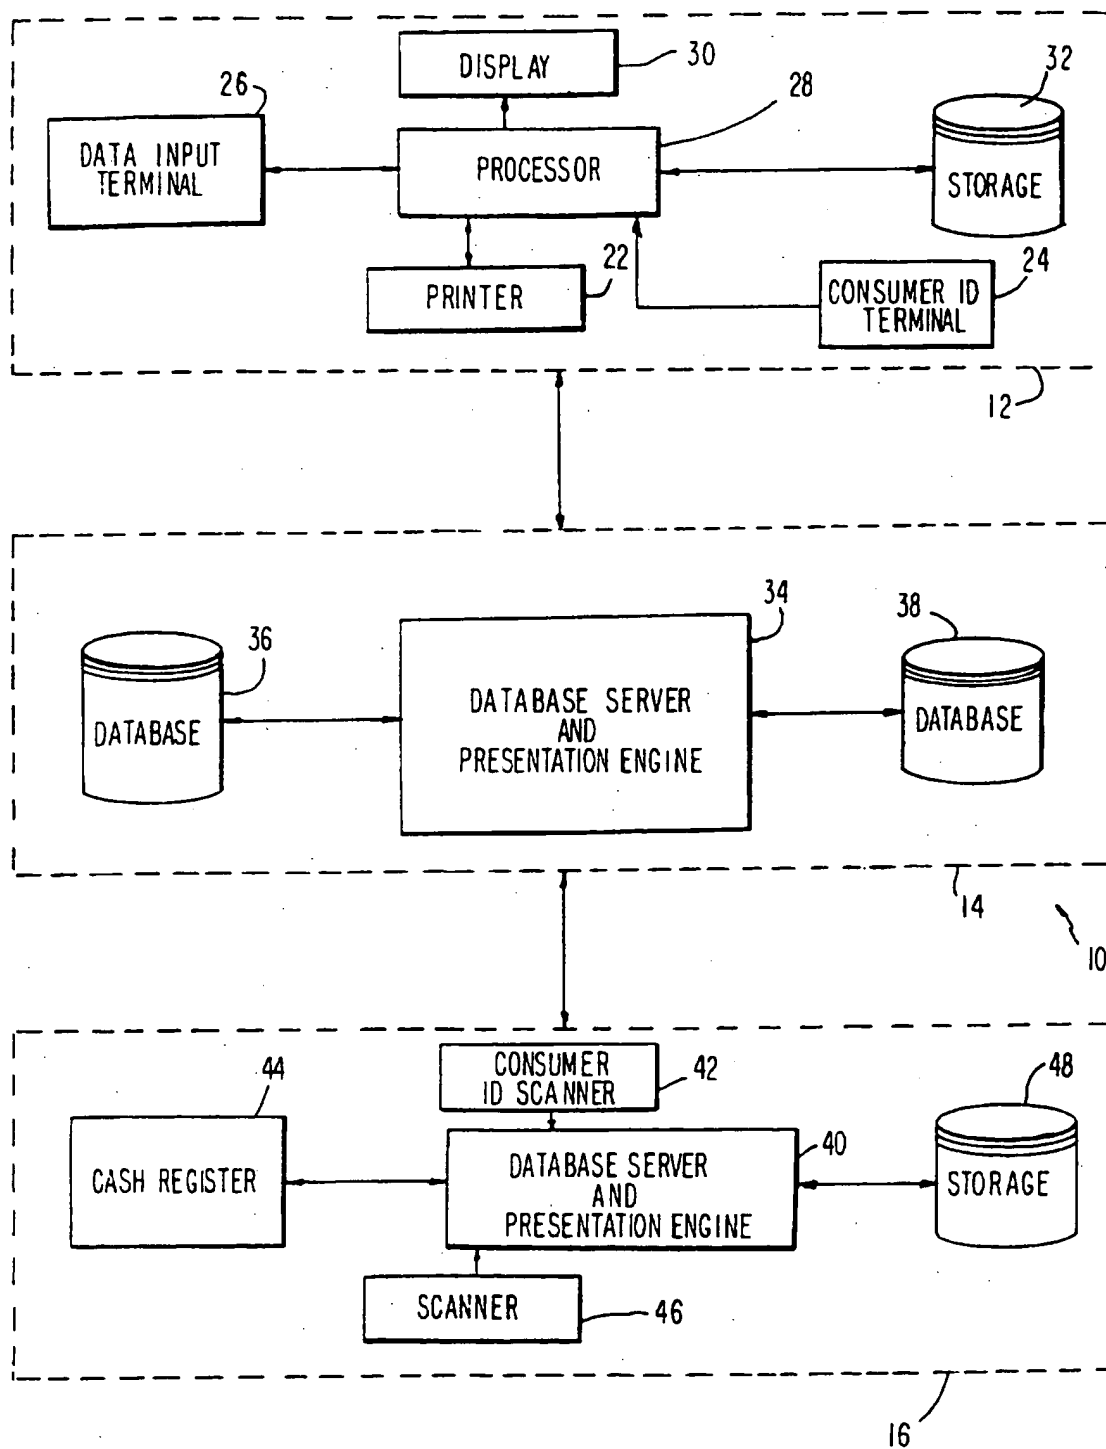 DISPLAY
30
32
26
28
DATA INPUT
TERMINAL
PROCESSOR
STORAGE
22
24
PRINTER
CONSUMER ID
TERMINAL
12
34
38
36
DATABASE
DATABASE SERVER
AND
PRESENTATION ENGINE
DATABASE
14
10
44
CONSUMER
ID SCANNER
42
48
40
CASH REGISTER
DATABASE SERVER
AND
PRESENTATION ENGINE
STORAGE
SCANNER
46
16